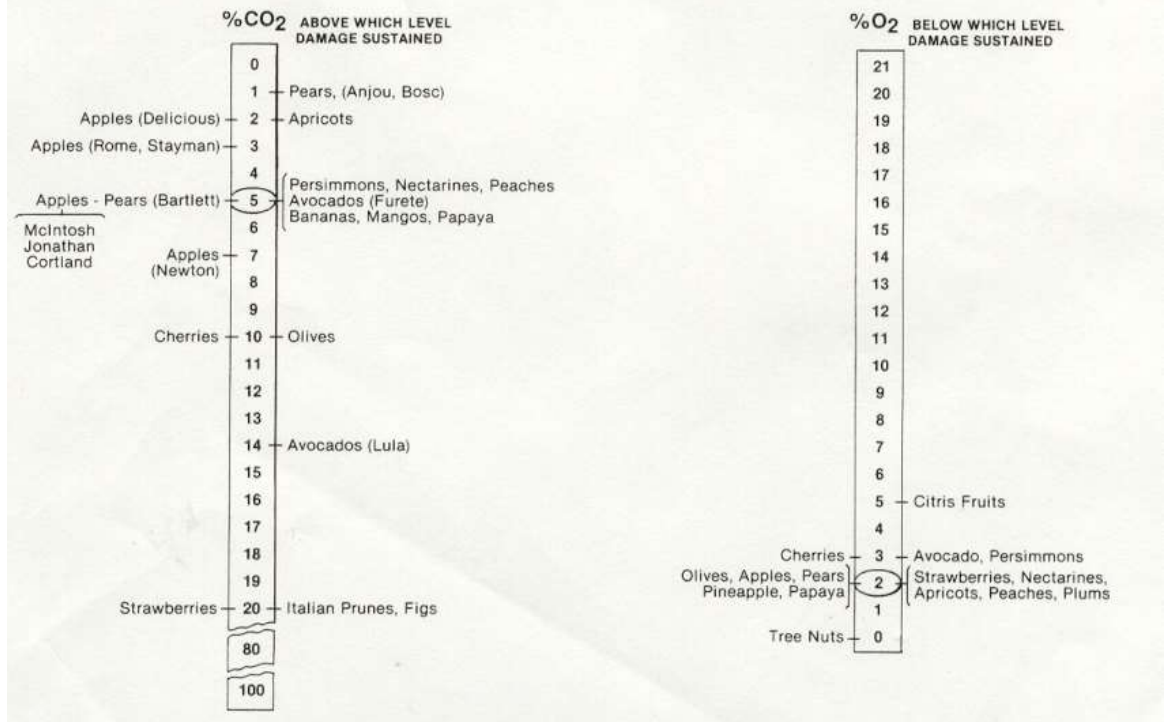 %CO2 ABOVE WHICH LEVEL
DAMAGE SUSTAINED
0
1 Pears, (Anjou, Bosc)
Apples (Delicious) 2 Apricots
Apples (Rome, Stayman) 3
4
Apples - Pears (Bartlett) 5
McIntosh
Jonathan
Cortland
Persimmons, Nectarines, Peaches
Avocados (Furete)
Bananas, Mangos, Papaya
6
Apples 7
(Newton)
8
9
Cherries 10 Olives
11
12
13
14 Avocados (Lula)
15
16
17
18
19
Strawberries 20 Italian Prunes, Figs
80
100
%O2 BELOW WHICH LEVEL
DAMAGE SUSTAINED
21
20
19
18
17
16
15
14
13
12
11
10
9
8
7
6
5 Citris Fruits
4
Cherries 3 Avocado, Persimmons
Olives, Apples, Pears
Pineapple, Papaya
2
Strawberries, Nectarines,
Apricots, Peaches, Plums
1
Tree Nuts 0